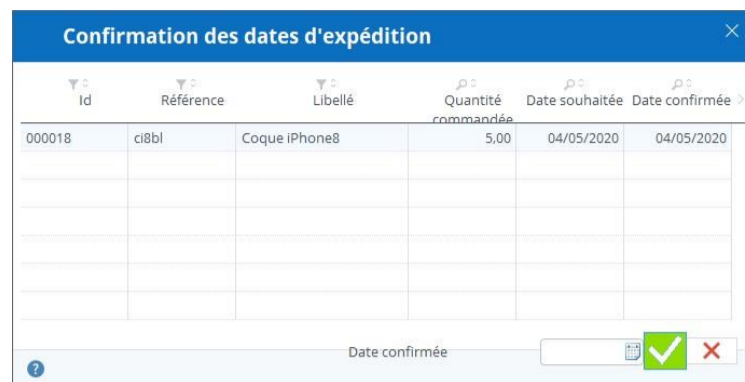 Confirmation des dates d'expédition
Id Référence Libellé Quantité commandée Date souhaitée Date confirmée
000018 ci8bl Coque iPhone8 5,00 04/05/2020 04/05/2020
Date confirmée